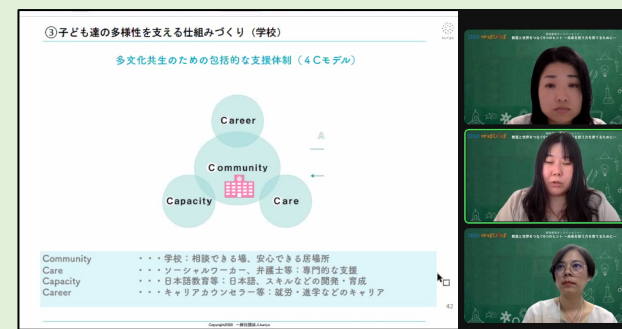 ③子ども達の多様性を支える仕組みづくり（学校）
多文化共生のための包括的な支援体制（４Cモデル）
Career
Community
Capacity
Care
A
Community ・・・学校：相談できる場、安心できる居場所
Care ・・・ソーシャルワーカー、弁護士等：専門的な支援
Capacity ・・・日本語教育等：日本語、スキルなどの開発・育成
Career ・・・キャリアカウンセラー等：就労・進学などのキャリア
42